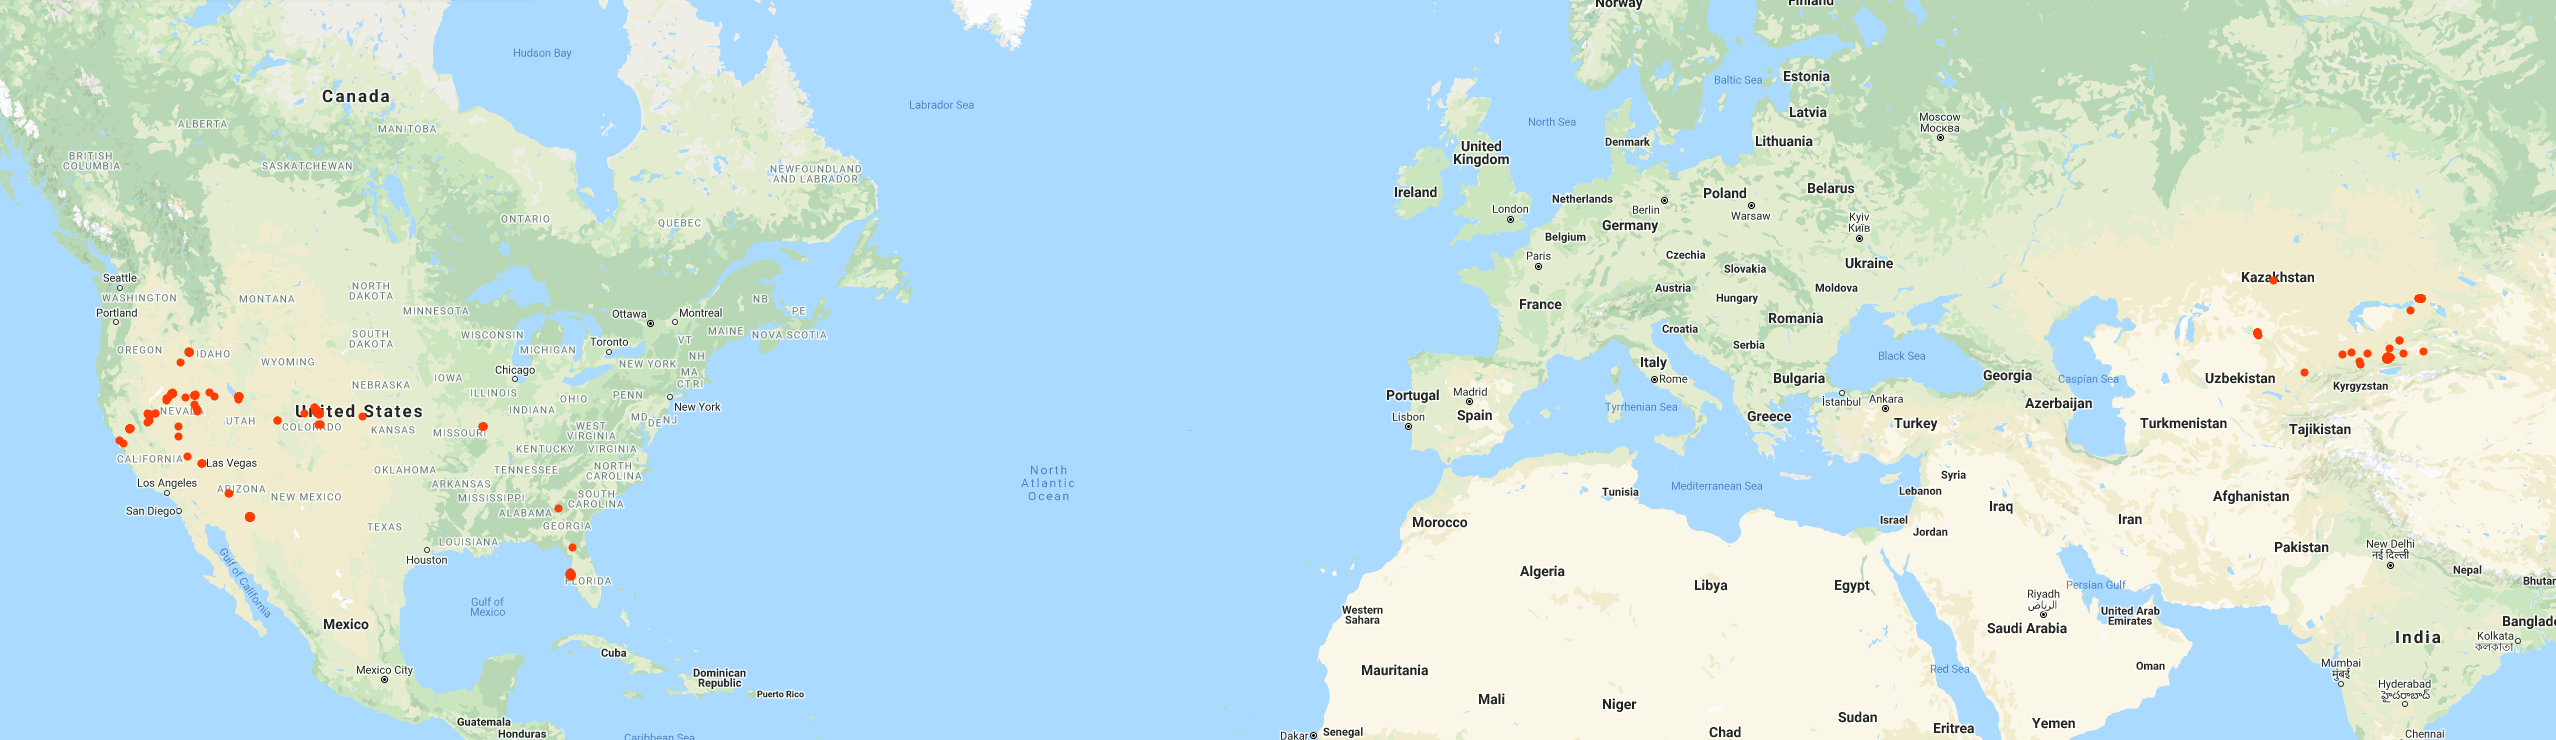 Norway
Finland
Hudson Bay
Canada
Labrador Sea
Baltic Sea
Estonia
ALBERTA
MANITOBA
North Sea
Latvia
Moscow
Москва
BRITISH
COLUMBIA
SASKATCHEWAN
NEWFOUNDLAND
AND LABRADOR
United
Kingdom
Denmark
Lithuania
Ireland
Netherlands
Berlin
Poland
Warsaw
Belarus
ONTARIO
QUEBEC
London
Germany
Kyiv
Київ
Belgium
Paris
Czechia
Slovakia
Ukraine
Seattle
WASHINGTON
MONTANA
NORTH
DAKOTA
NB
PE
France
Austria
Hungary
Moldova
Kazakhstan
Portland
MINNESOTA
Ottawa
Montreal
MAINE
NOVA SCOTIA
Croatia
Romania
OREGON
IDAHO
WYOMING
SOUTH
DAKOTA
WISCONSIN
MICHIGAN
Toronto
VT
NH
NEW YORK
MA
CT
RI
Serbia
Italy
Rome
Black Sea
Georgia
Caspian Sea
Uzbekistan
Kyrgyzstan
NEBRASKA
IOWA
Chicago
ILLINOIS
INDIANA
OHIO
PENN
New York
NJ
MD
DE
Portugal
Lisbon
Madrid
Spain
Tyrrhenian Sea
Bulgaria
Greece
İstanbul
Ankara
Turkey
Azerbaijan
Turkmenistan
Tajikistan
NEVADA
UTAH
United States
COLORADO
KANSAS
MISSOURI
WEST
VIRGINIA
KENTUCKY
VIRGINIA
CALIFORNIA
Las Vegas
OKLAHOMA
TENNESSEE
NORTH
CAROLINA
North
Atlantic
Ocean
Los Angeles
ARIZONA
NEW MEXICO
ARKANSAS
MISSISSIPPI
SOUTH
CAROLINA
Tunisia
Mediterranean Sea
Syria
Lebanon
Iraq
Afghanistan
San Diego
TEXAS
ALABAMA
GEORGIA
Morocco
Israel
Jordan
Iran
LOUISIANA
Houston
Gulf of California
Pakistan
New Delhi
नई दिल्ली
Nepal
Bhutan
FLORIDA
Algeria
Libya
Egypt
Persian Gulf
Gulf of
Mexico
Mexico
Western
Sahara
Riyadh
الرياض
Saudi Arabia
United Arab
Emirates
India
Kolkata
কলকাতা
Cuba
Mexico City
Dominican
Republic
Puerto Rico
Mauritania
Red Sea
Oman
Mumbai
मुंबई
Hyderabad
హైదరాబాద్
Guatemala
Honduras
Caribbean Sea
Mali
Niger
Dakar
Senegal
Chad
Sudan
Eritrea
Yemen
Chennai